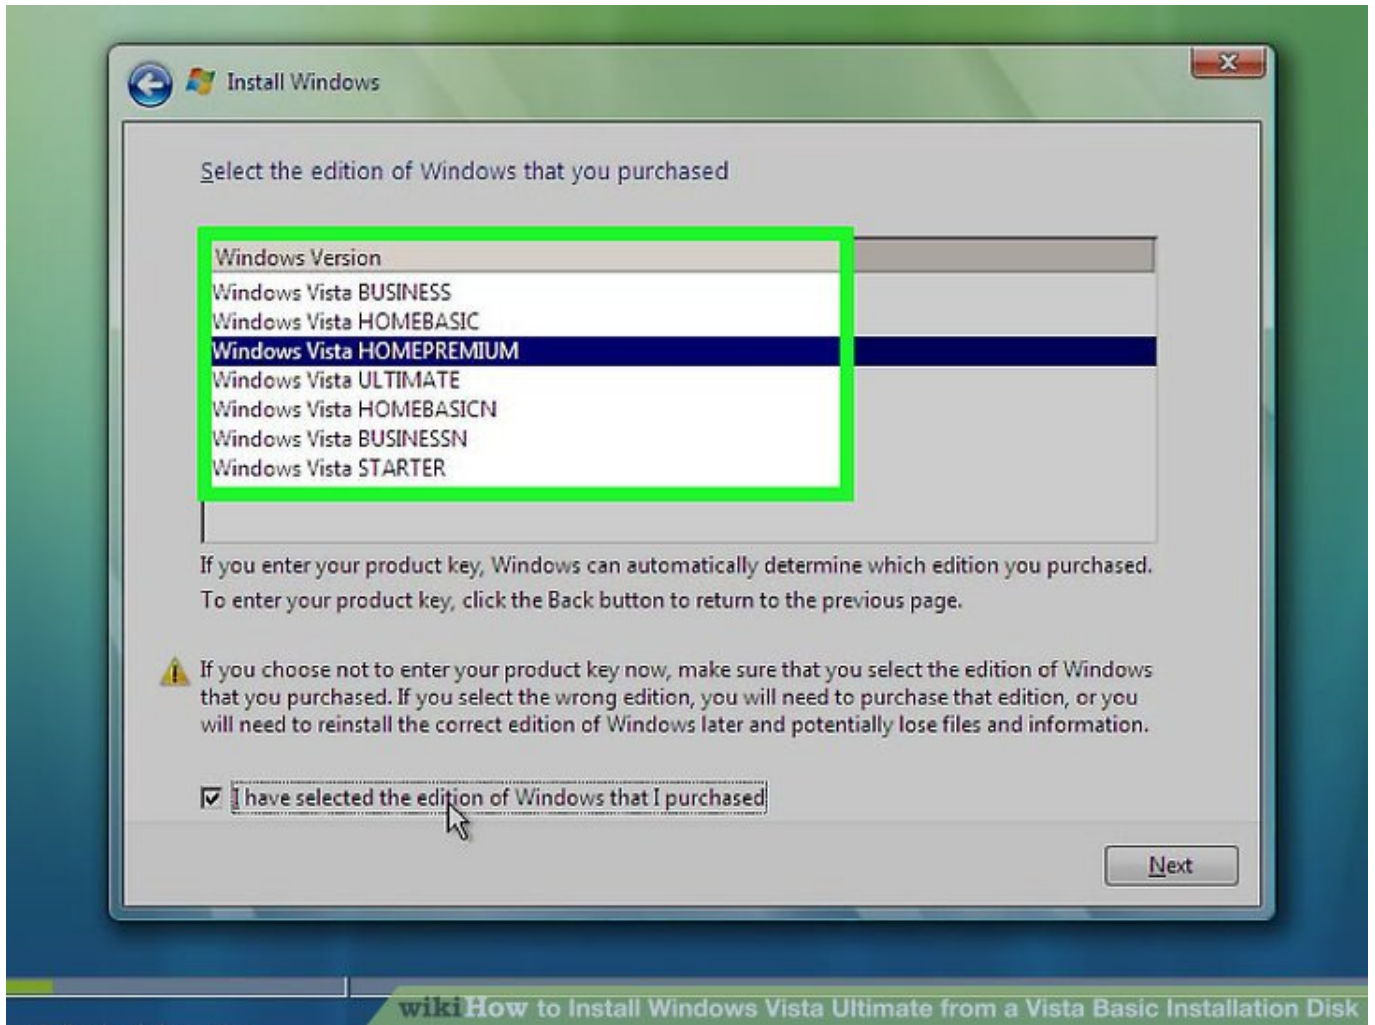 Install Windows
Select the edition of Windows that you purchased
Windows Version
Windows Vista BUSINESS
Windows Vista HOMEBASIC
Windows Vista HOMEPREMIUM
Windows Vista ULTIMATE
Windows Vista HOMEBASICN
Windows Vista BUSINESSN
Windows Vista STARTER
If you enter your product key, Windows can automatically determine which edition you purchased.
To enter your product key, click the Back button to return to the previous page.
If you choose not to enter your product key now, make sure that you select the edition of Windows
that you purchased. If you select the wrong edition, you will need to purchase that edition, or you
will need to reinstall the correct edition of Windows later and potentially lose files and information.
I have selected the edition of Windows that I purchased
Next
wikiHow to Install Windows Vista Ultimate from a Vista Basic Installation Disk